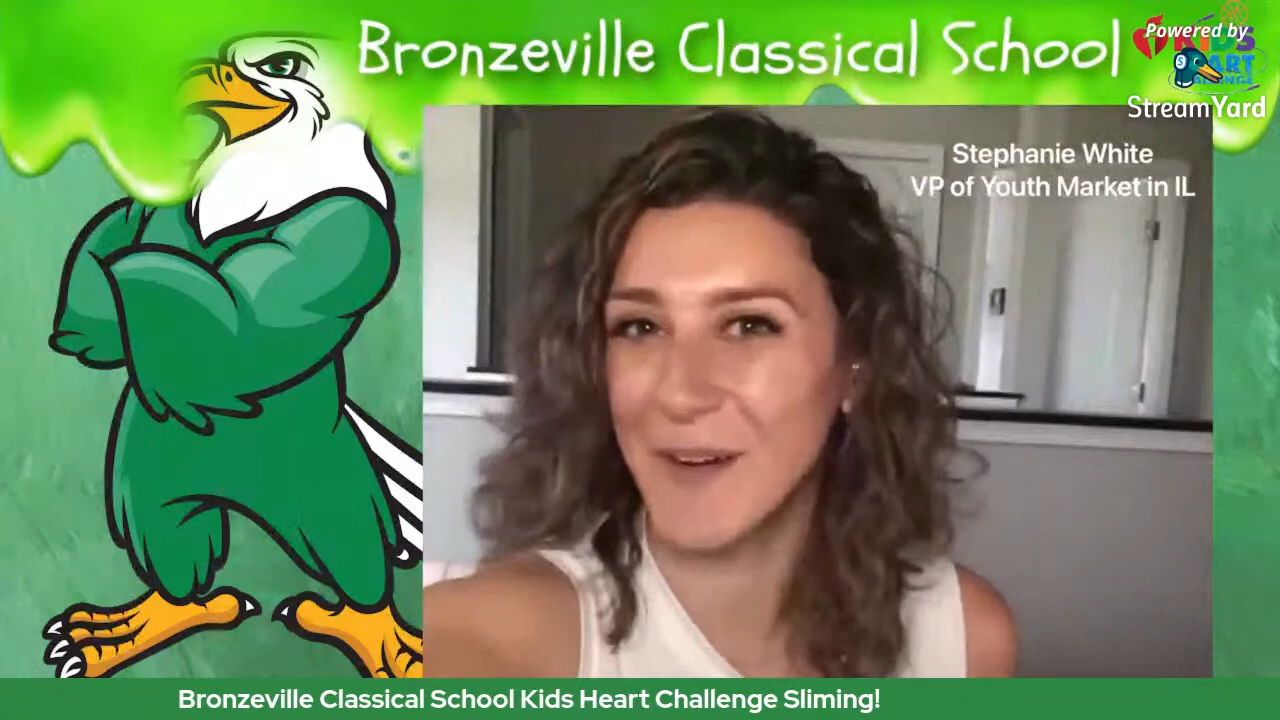 Bronzeville Classical School
Powered by
KIDS
StreamYard
Stephanie White
VP of Youth Market in IL
Bronzeville Classical School Kids Heart Challenge Sliming!